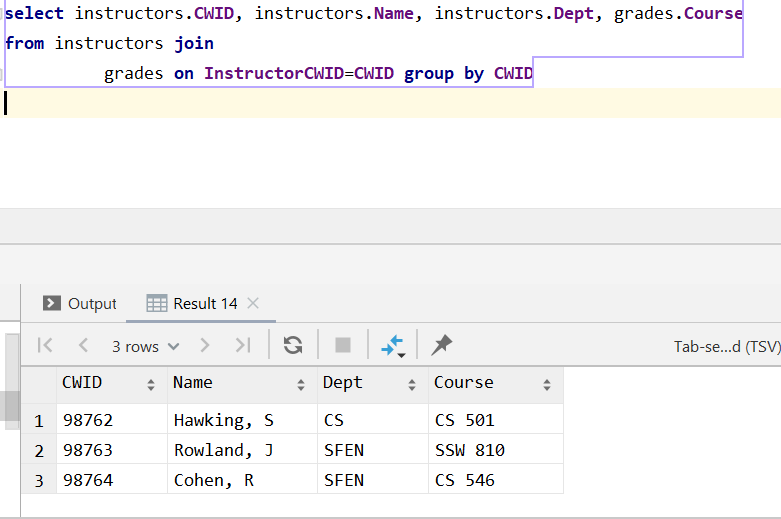 select instructors.CWID, instructors.Name, instructors.Dept, grades.Course
from instructors join
grades on InstructorCWID=CWID group by CWID
Output Result 14
3 rows Tab-se...d (TSV)
CWID Name Dept Course
1 98762 Hawking, S CS CS 501
2 98763 Rowland, J SFEN SSW 810
3 98764 Cohen, R SFEN CS 546